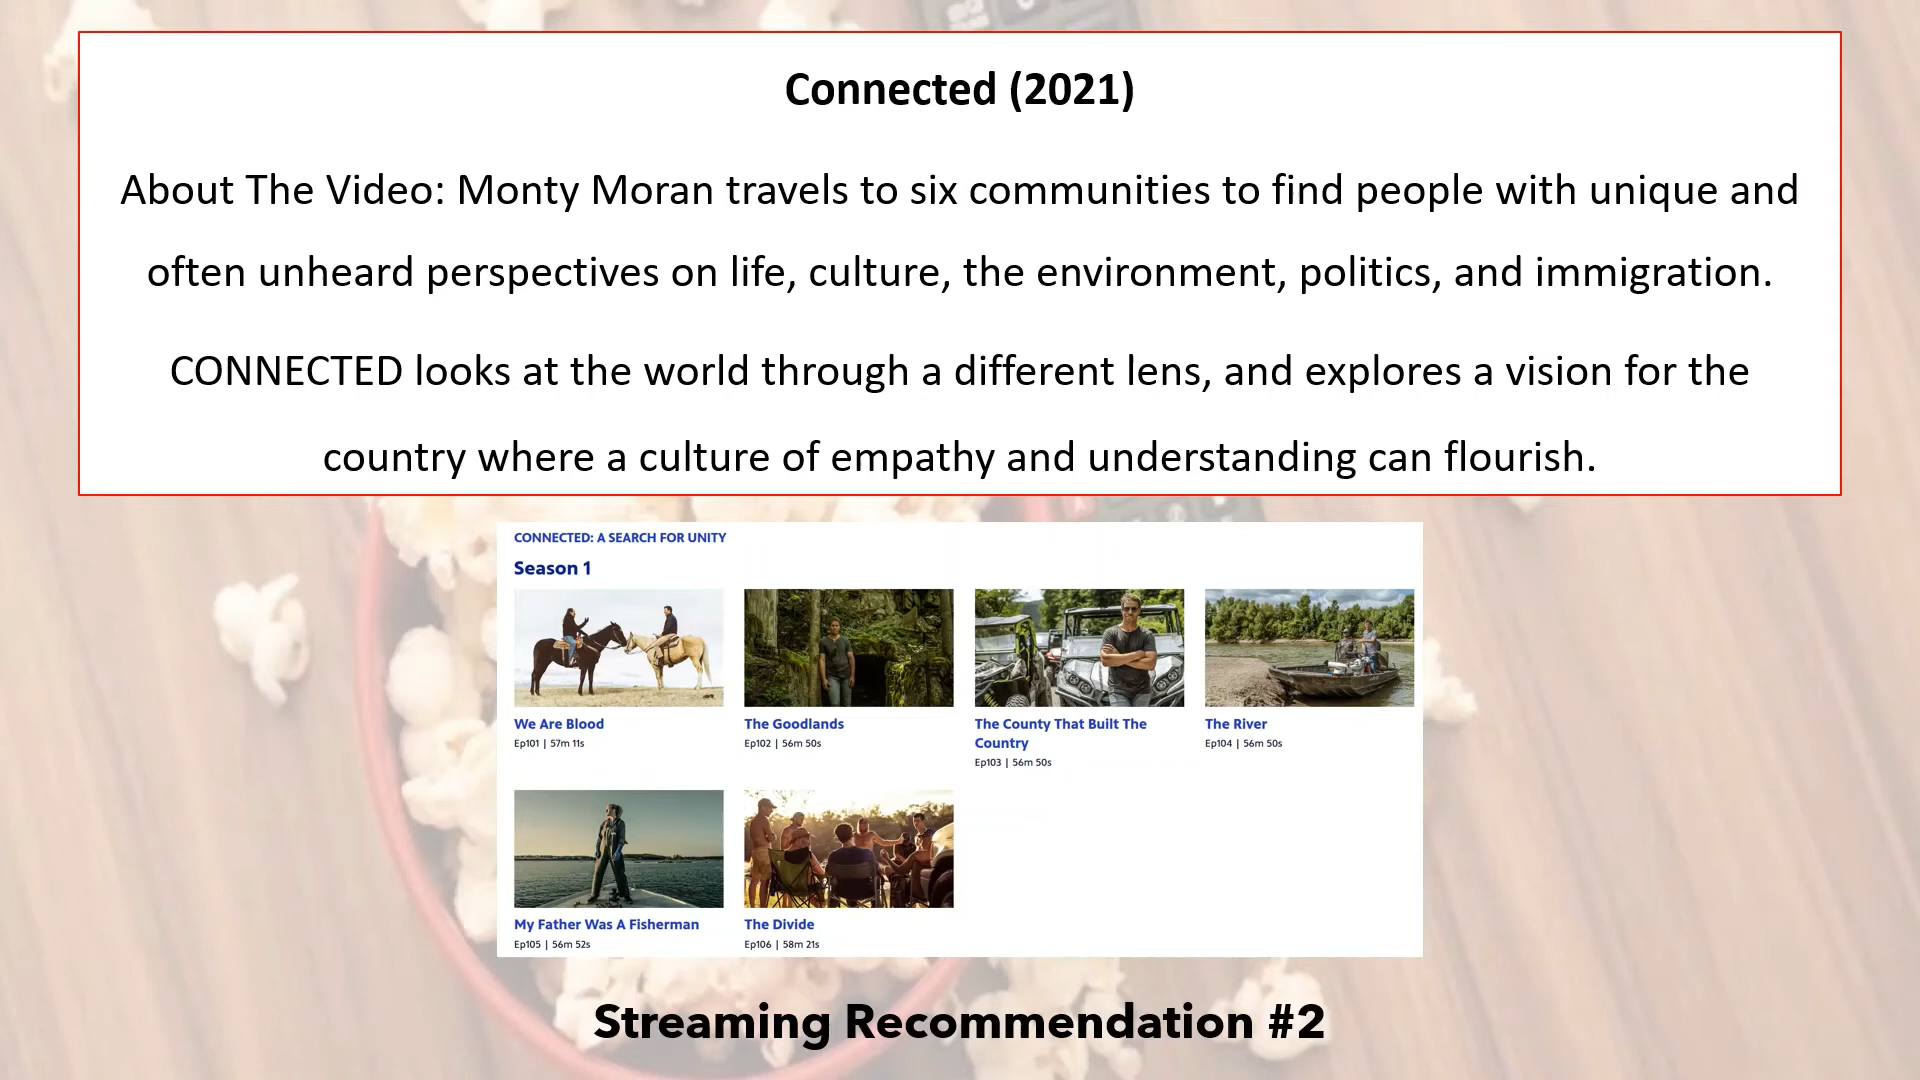 Connected (2021)
About The Video: Monty Moran travels to six communities to find people with unique and
often unheard perspectives on life, culture, the environment, politics, and immigration.
CONNECTED looks at the world through a different lens, and explores a vision for the
country where a culture of empathy and understanding can flourish.
CONNECTED: A SEARCH FOR UNITY
Season 1
We Are Blood
Ep101 | 57m 11s
The Goodlands
Ep102 | 56m 50s
The County That Built The
Country
Ep103 | 56m 50s
The River
Ep104 | 56m 50s
My Father Was A Fisherman
Ep105 | 56m 52s
The Divide
Ep106 | 58m 21s
Streaming Recommendation #2